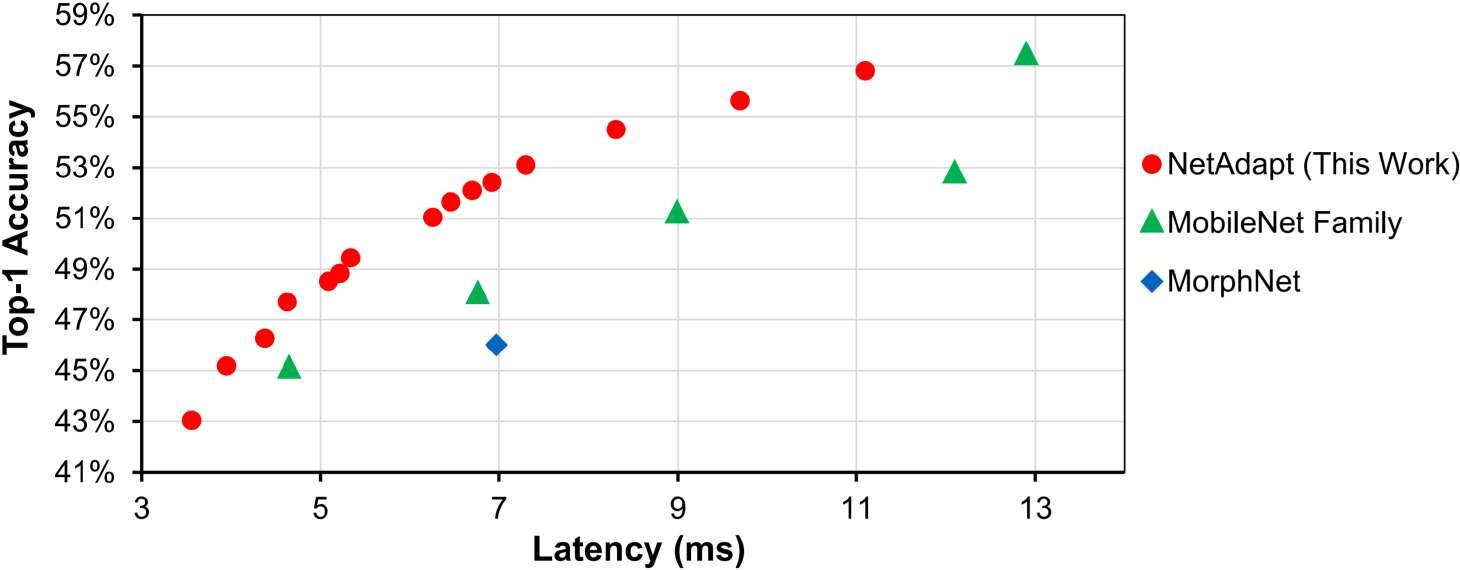 59%
57%
55%
53%
51%
49%
47%
45%
43%
41%
Top-1 Accuracy
3 5 7 9 11 13
Latency (ms)
NetAdapt (This Work)
MobileNet Family
MorphNet